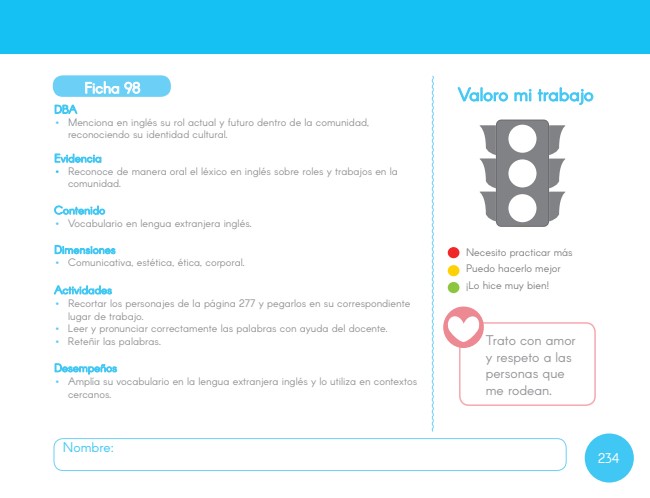 Ficha 98
DBA
• Menciona en inglés su rol actual y futuro dentro de la comunidad,
reconociendo su identidad cultural.
Evidencia
• Reconoce de manera oral el léxico en inglés sobre roles y trabajos en la
comunidad.
Contenido
• Vocabulario en lengua extranjera inglés.
Dimensiones
• Comunicativa, estética, ética, corporal.
Actividades
• Recortar los personajes de la página 277 y pegarlos en su correspondiente
lugar de trabajo.
• Leer y pronunciar correctamente las palabras con ayuda del docente.
• Reteñir las palabras.
Desempeños
• Amplía su vocabulario en la lengua extranjera inglés y lo utiliza en contextos
cercanos.
Valoro mi trabajo
Necesito practicar más
Puedo hacerlo mejor
¡Lo hice muy bien!
Trato con amor
y respeto a las
personas que
me rodean.
Nombre:
234